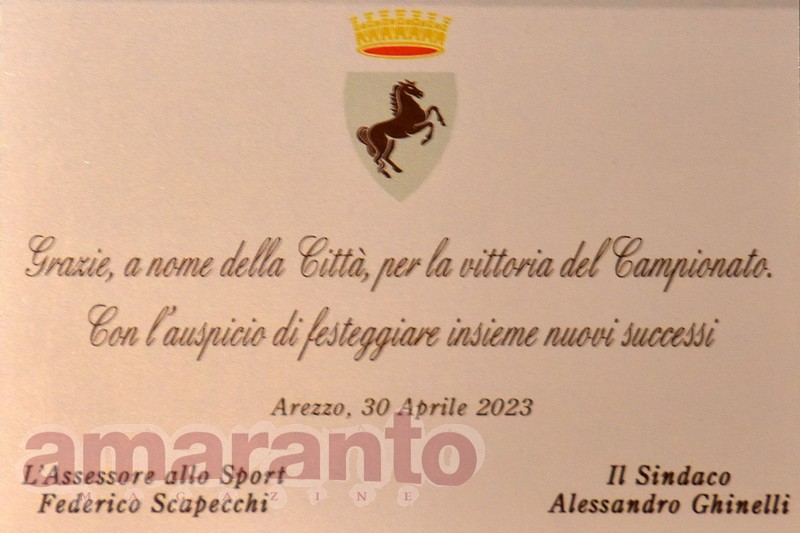 Grazie, a nome della Città, per la vittoria del Campionato.
Con l'auspicio di festeggiare insieme nuovi successi
Arezzo, 30 Aprile 2023
amaranto
MAGAZINE
L'Assessore allo Sport
Federico Scapecchi
Il Sindaco
Alessandro Ghinelli